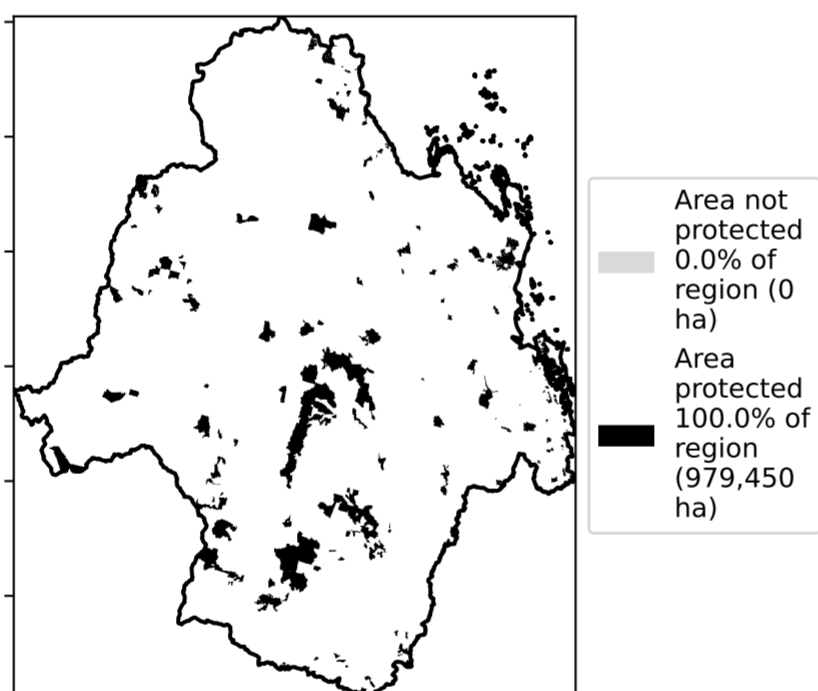 Area not
protected
0.0% of
region (0
ha)
Area
protected
100.0% of
region
(979,450
ha)